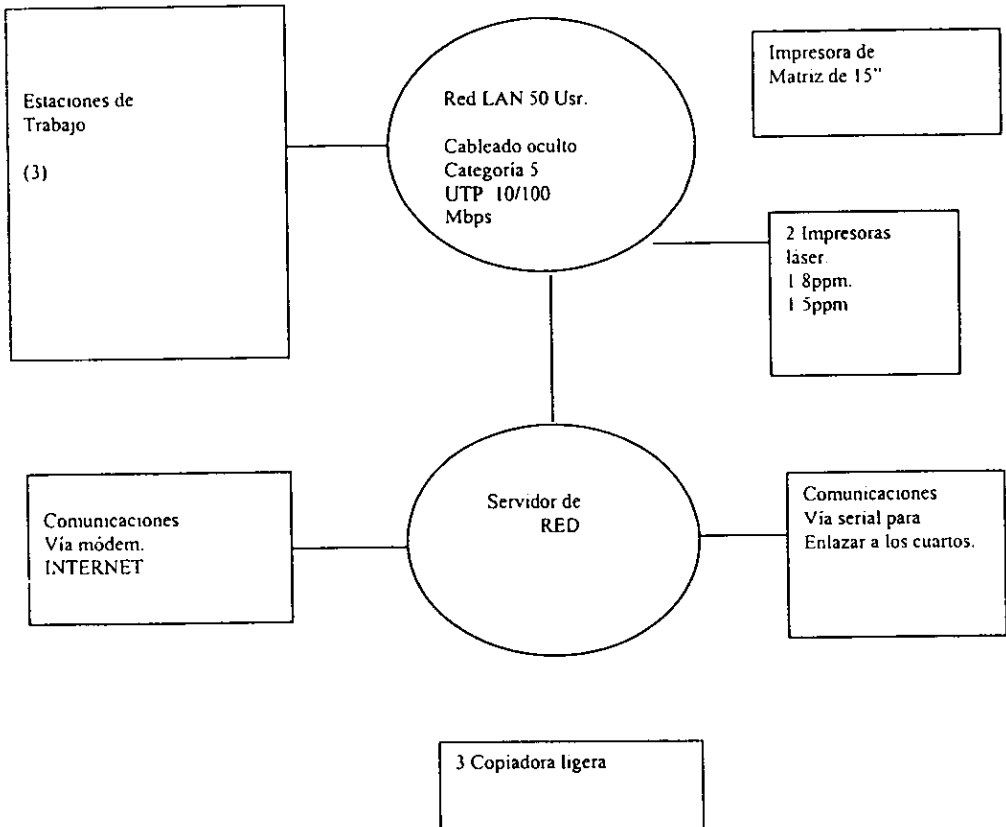 Estaciones de
Trabajo
(3)
Red LAN 50 Usr.
Cableado oculto
Categoría 5
UTP 10/100
Mbps
Impresora de
Matriz de 15"
2 Impresoras
láser.
1 8ppm.
1 5ppm
Comunicaciones
Vía módem.
INTERNET
Servidor de
RED
Comunicaciones
Vía serial para
Enlazar a los cuartos.
3 Copiadora ligera